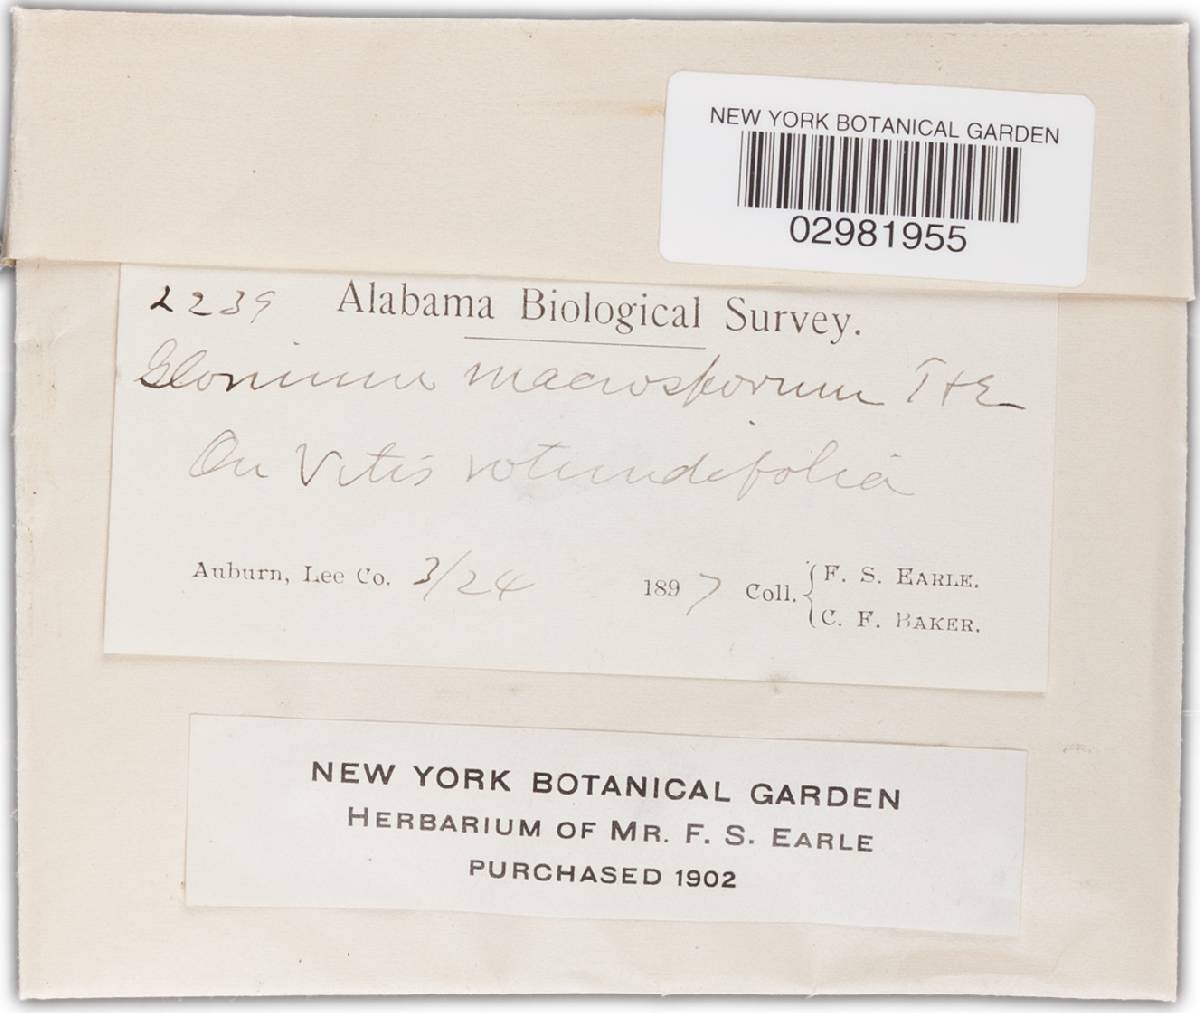 NEW YORK BOTANICAL GARDEN
02981955
2239 Alabama Biological Survey.
Glonium macrosporum T+E
On Vitis rotundifolia
Auburn, Lee Co. 3/24 1897 Coll. { F. S. EARLE.
C. F. BAKER.
NEW YORK BOTANICAL GARDEN
HERBARIUM OF MR. F. S. EARLE
PURCHASED 1902